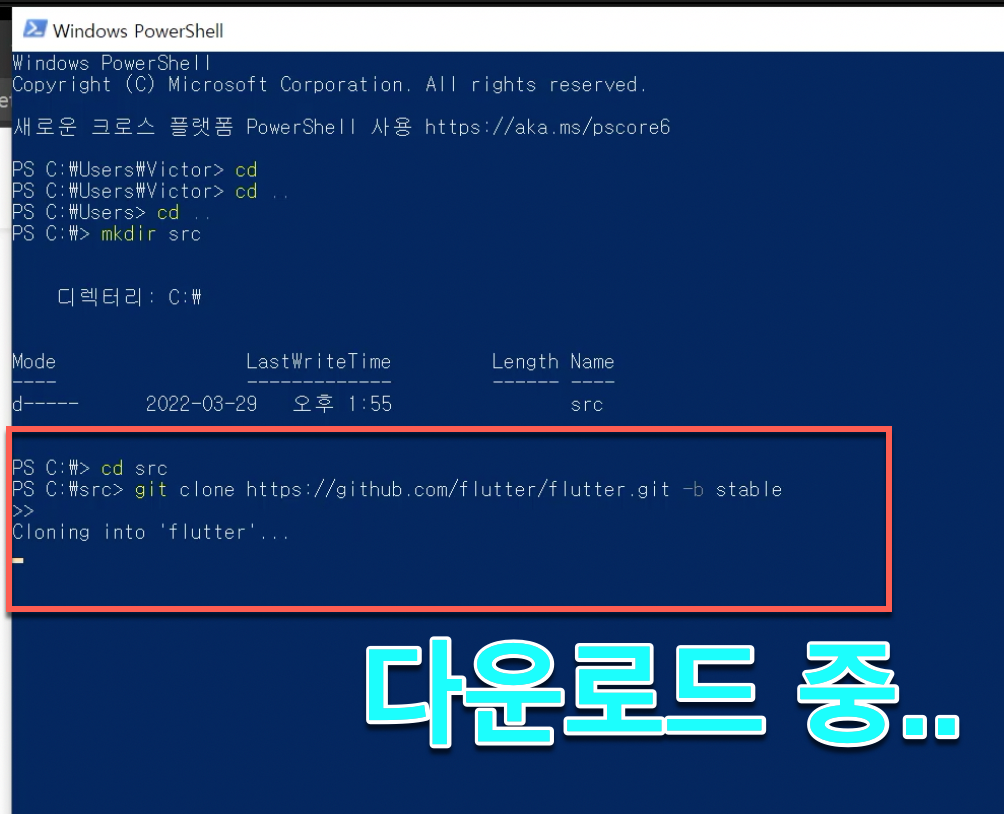 Windows PowerShell
Windows PowerShell
Copyright (C) Microsoft Corporation. All rights reserved.
새로운 크로스 플랫폼 PowerShell 사용 https://aka.ms/pscore6
PS C:₩Users₩Victor> cd
PS C:₩Users₩Victor> cd ..
PS C:₩Users> cd ..
PS C:₩> mkdir src
디렉터리: C:₩
Mode LastWriteTime Length Name
---- ------------- ------ ----
d----- 2022-03-29 오후 1:55 src
PS C:₩> cd src
PS C:₩src> git clone https://github.com/flutter/flutter.git -b stable
>>
Cloning into 'flutter'...
다운로드 중..